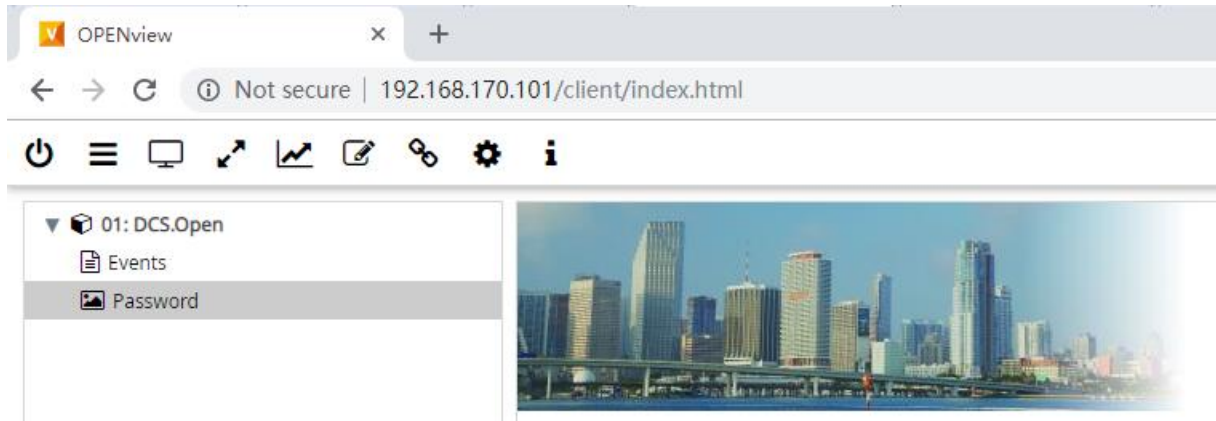 OPENview
Not secure | 192.168.170.101/client/index.html
01: DCS.Open
Events
Password